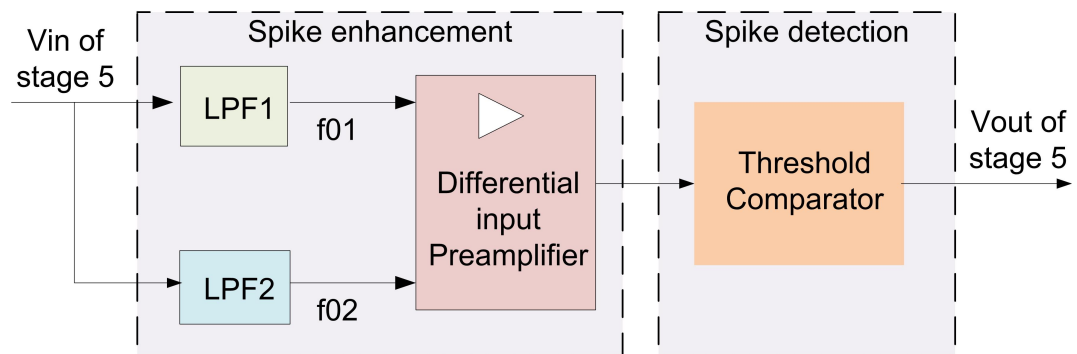 Vin of
stage 5
Spike enhancement
LPF1
f01
LPF2
f02
Differential
input
Preamplifier
Spike detection
Threshold
Comparator
Vout of
stage 5